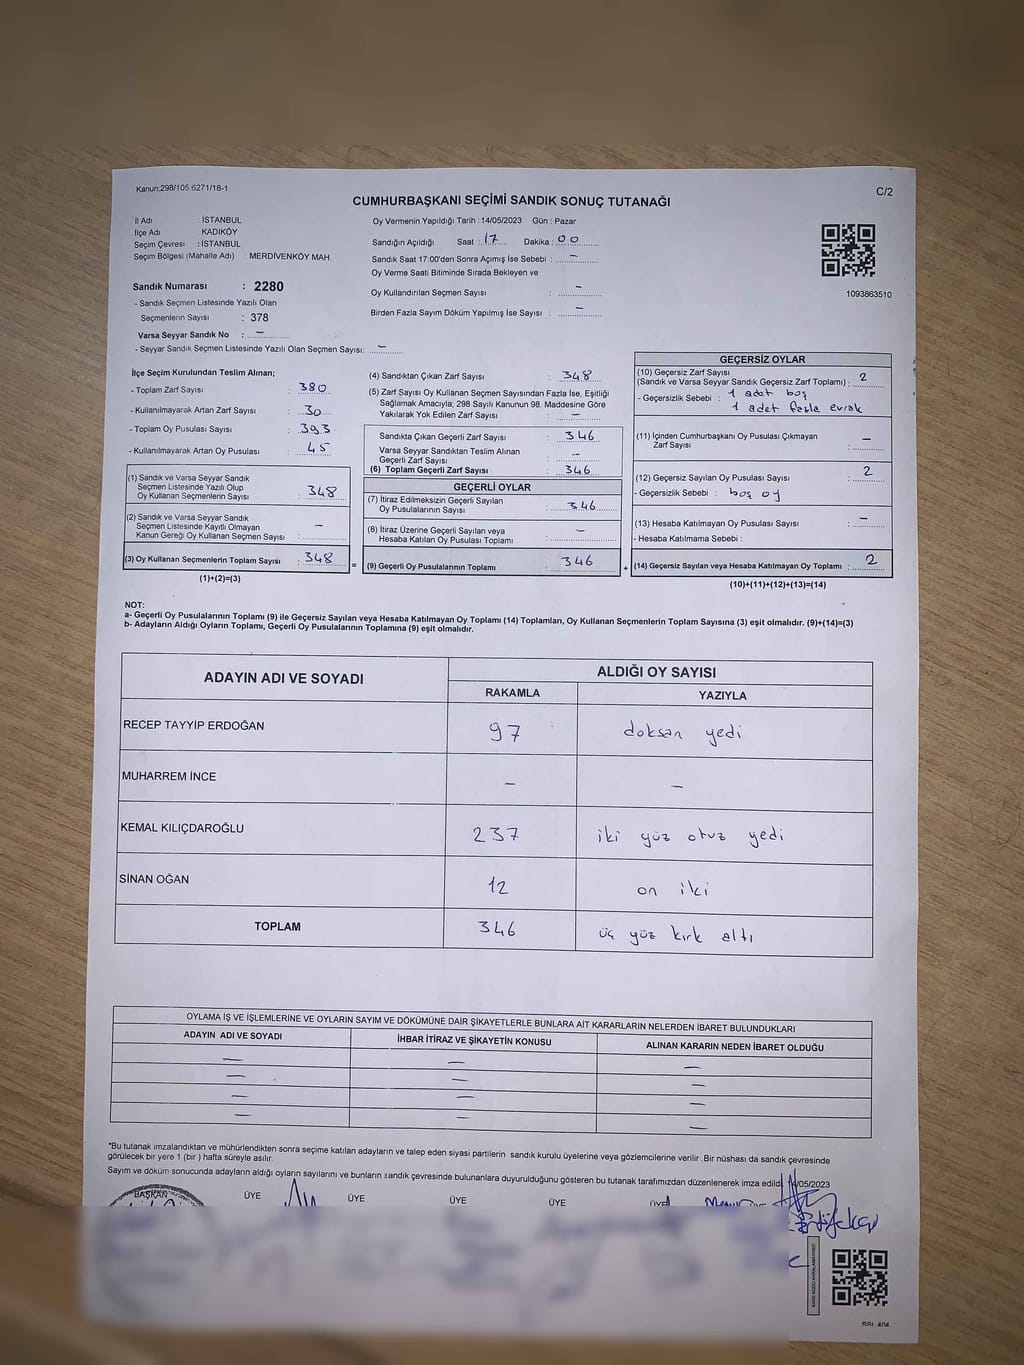 Kanun:298/105 6271/18-1
C/2
CUMHURBAŞKANI SEÇİMİ SANDIK SONUÇ TUTANAĞI
İl Adı : İSTANBUL
İlçe Adı : KADIKÖY
Seçim Çevresi : İSTANBUL
Seçim Bölgesi (Mahalle Adı) : MERDİVENKÖY MAH.
Sandık Numarası : 2280
- Sandık Seçmen Listesinde Yazılı Olan
Seçmenlerin Sayısı : 378
Varsa Seyyar Sandık No : –
- Seyyar Sandık Seçmen Listesinde Yazılı Olan Seçmen Sayısı: –
Oy Vermenin Yapıldığı Tarih : 14/05/2023 Gün : Pazar
Sandığın Açıldığı Saat : 17 Dakika : 00
Sandık Saat 17:00'den Sonra Açımış İse Sebebi : –
Oy Verme Saati Bitiminde Sırada Bekleyen ve
Oy Kullandırılan Seçmen Sayısı : –
Birden Fazla Sayım Döküm Yapılmış İse Sayısı : –
1093863510
İlçe Seçim Kurulundan Teslim Alınan;
- Toplam Zarf Sayısı : 380
- Kullanılmayarak Artan Zarf Sayısı : 30
- Toplam Oy Pusulası Sayısı : 393
- Kullanılmayarak Artan Oy Pusulası : 45
(1) Sandık ve Varsa Seyyar Sandık
Seçmen Listesinde Yazılı Olup
Oy Kullanan Seçmenlerin Sayısı : 348
(2) Sandık ve Varsa Seyyar Sandık
Seçmen Listesinde Kayıtlı Olmayan
Kanun Gereği Oy Kullanan Seçmen Sayısı : –
(3) Oy Kullanan Seçmenlerin Toplam Sayısı : 348
(1)+(2)=(3)
=
(4) Sandıktan Çıkan Zarf Sayısı : 348
(5) Zarf Sayısı Oy Kullanan Seçmen Sayısından Fazla İse, Eşitliği
Sağlamak Amacıyla; 298 Sayılı Kanunun 98. Maddesine Göre
Yakılarak Yok Edilen Zarf Sayısı : –
Sandıkta Çıkan Geçerli Zarf Sayısı : 346
Varsa Seyyar Sandıktan Teslim Alınan
Geçerli Zarf Sayısı : –
(6) Toplam Geçerli Zarf Sayısı : 346
GEÇERLİ OYLAR
(7) İtiraz Edilmeksizin Geçerli Sayılan
Oy Pusulalarının Sayısı : 346
(8) İtiraz Üzerine Geçerli Sayılan veya
Hesaba Katılan Oy Pusulası Toplamı : –
(9) Geçerli Oy Pusulalarının Toplamı : 346
+
GEÇERSİZ OYLAR
(10) Geçersiz Zarf Sayısı
(Sandık ve Varsa Seyyar Sandık Geçersiz Zarf Toplamı) : 2
- Geçersizlik Sebebi : 1 adet boş
1 adet fazla evrak
(11) İçinden Cumhurbaşkanı Oy Pusulası Çıkmayan
Zarf Sayısı : –
(12) Geçersiz Sayılan Oy Pusulası Sayısı : 2
- Geçersizlik Sebebi : boş oy
(13) Hesaba Katılmayan Oy Pusulası Sayısı : –
- Hesaba Katılmama Sebebi :
(14) Geçersiz Sayılan veya Hesaba Katılmayan Oy Toplamı : 2
(10)+(11)+(12)+(13)=(14)
NOT:
a- Geçerli Oy Pusulalarının Toplamı (9) ile Geçersiz Sayılan veya Hesaba Katılmayan Oy Toplamı (14) Toplamları, Oy Kullanan Seçmenlerin Toplam Sayısına (3) eşit olmalıdır. (9)+(14)=(3)
b- Adayların Aldığı Oyların Toplamı, Geçerli Oy Pusulalarının Toplamına (9) eşit olmalıdır.
ADAYIN ADI VE SOYADI ALDIĞI OY SAYISI
RAKAMLA YAZIYLA
RECEP TAYYİP ERDOĞAN 97 doksan yedi
MUHARREM İNCE – –
KEMAL KILIÇDAROĞLU 237 iki yüz otuz yedi
SİNAN OĞAN 12 on iki
TOPLAM 346 üç yüz kırk altı
OYLAMA İŞ VE İŞLEMLERİNE VE OYLARIN SAYIM VE DÖKÜMÜNE DAİR ŞİKAYETLERLE BUNLARA AİT KARARLARIN NELERDEN İBARET BULUNDUKLARI
ADAYIN ADI VE SOYADI İHBAR İTİRAZ VE ŞİKAYETİN KONUSU ALINAN KARARIN NEDEN İBARET OLDUĞU
– – –
– – –
– – –
– – –
*Bu tutanak imzalandıktan ve mühürlendikten sonra seçime katılan adayların ve talep eden siyasi partilerin sandık kurulu üyelerine veya gözlemcilerine verilir .Bir nüshası da sandık çevresinde
görülecek bir yere 1 (bir ) hafta süreyle asılır.
Sayım ve döküm sonucunda adayların aldığı oyların sayılarını ve bunların sandık çevresinde bulunanlara duyurulduğunu gösteren bu tutanak tarafımızdan düzenlenerek imza edildi. 14/05/2023
BAŞKAN ÜYE ÜYE ÜYE ÜYE ÜYE ÜYE